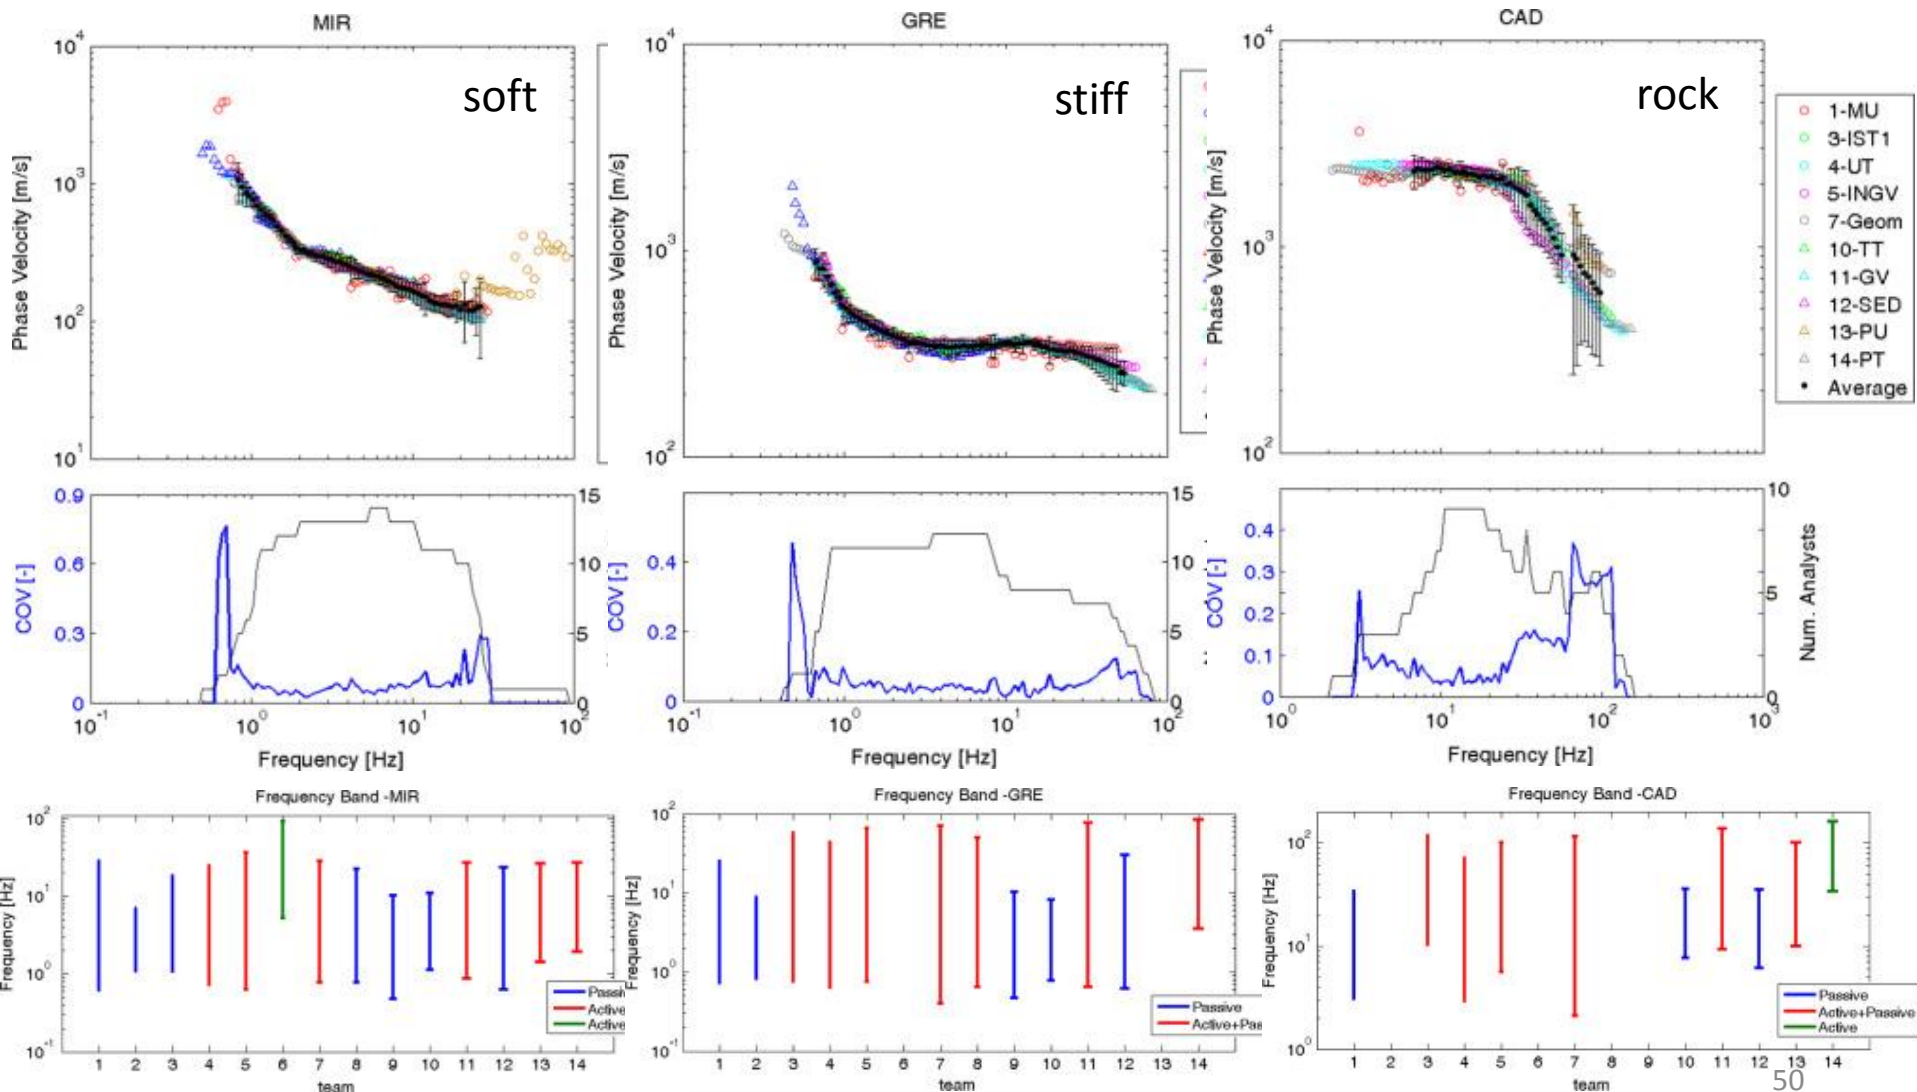 MIR
soft
Phase Velocity [m/s]
10^4
10^3
10^2
10^1
GRE
stiff
Phase Velocity [m/s]
10^4
10^3
10^2
CAD
rock
Phase Velocity [m/s]
10^4
10^3
10^2
1-MU
3-IST1
4-UT
5-INGV
7-Geom
10-TT
11-GV
12-SED
13-PU
14-PT
Average
COV [-]
0.9
0.6
0.3
0
15
10
5
0
10^-1
10^0
10^1
10^2
Frequency [Hz]
COV [-]
0.4
0.2
0
15
10
5
0
10^-1
10^0
10^1
10^2
Frequency [Hz]
COV [-]
0.4
0.3
0.2
0.1
0
10
5
0
Num. Analysts
10^0
10^1
10^2
10^3
Frequency [Hz]
Frequency Band -MIR
Frequency [Hz]
10^2
10^1
10^0
10^-1
1 2 3 4 5 6 7 8 9 10 11 12 13 14
team
Passi
Active
Active
Frequency Band -GRE
Frequency [Hz]
10^2
10^1
10^0
10^-1
1 2 3 4 5 6 7 8 9 10 11 12 13 14
team
Passive
Active+Pas
Frequency Band -CAD
Frequency [Hz]
10^2
10^1
10^0
1 2 3 4 5 6 7 8 9 10 11 12 13 14
team
Passive
Active+Passive
Active
50